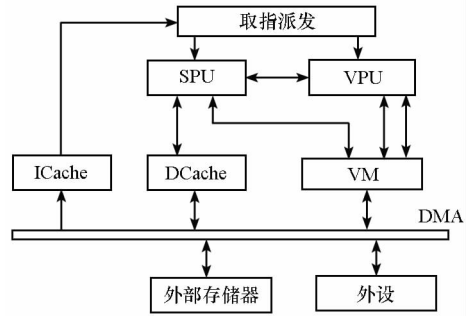 取指派发
SPU
VPU
ICache
DCache
VM
DMA
外部存储器
外设